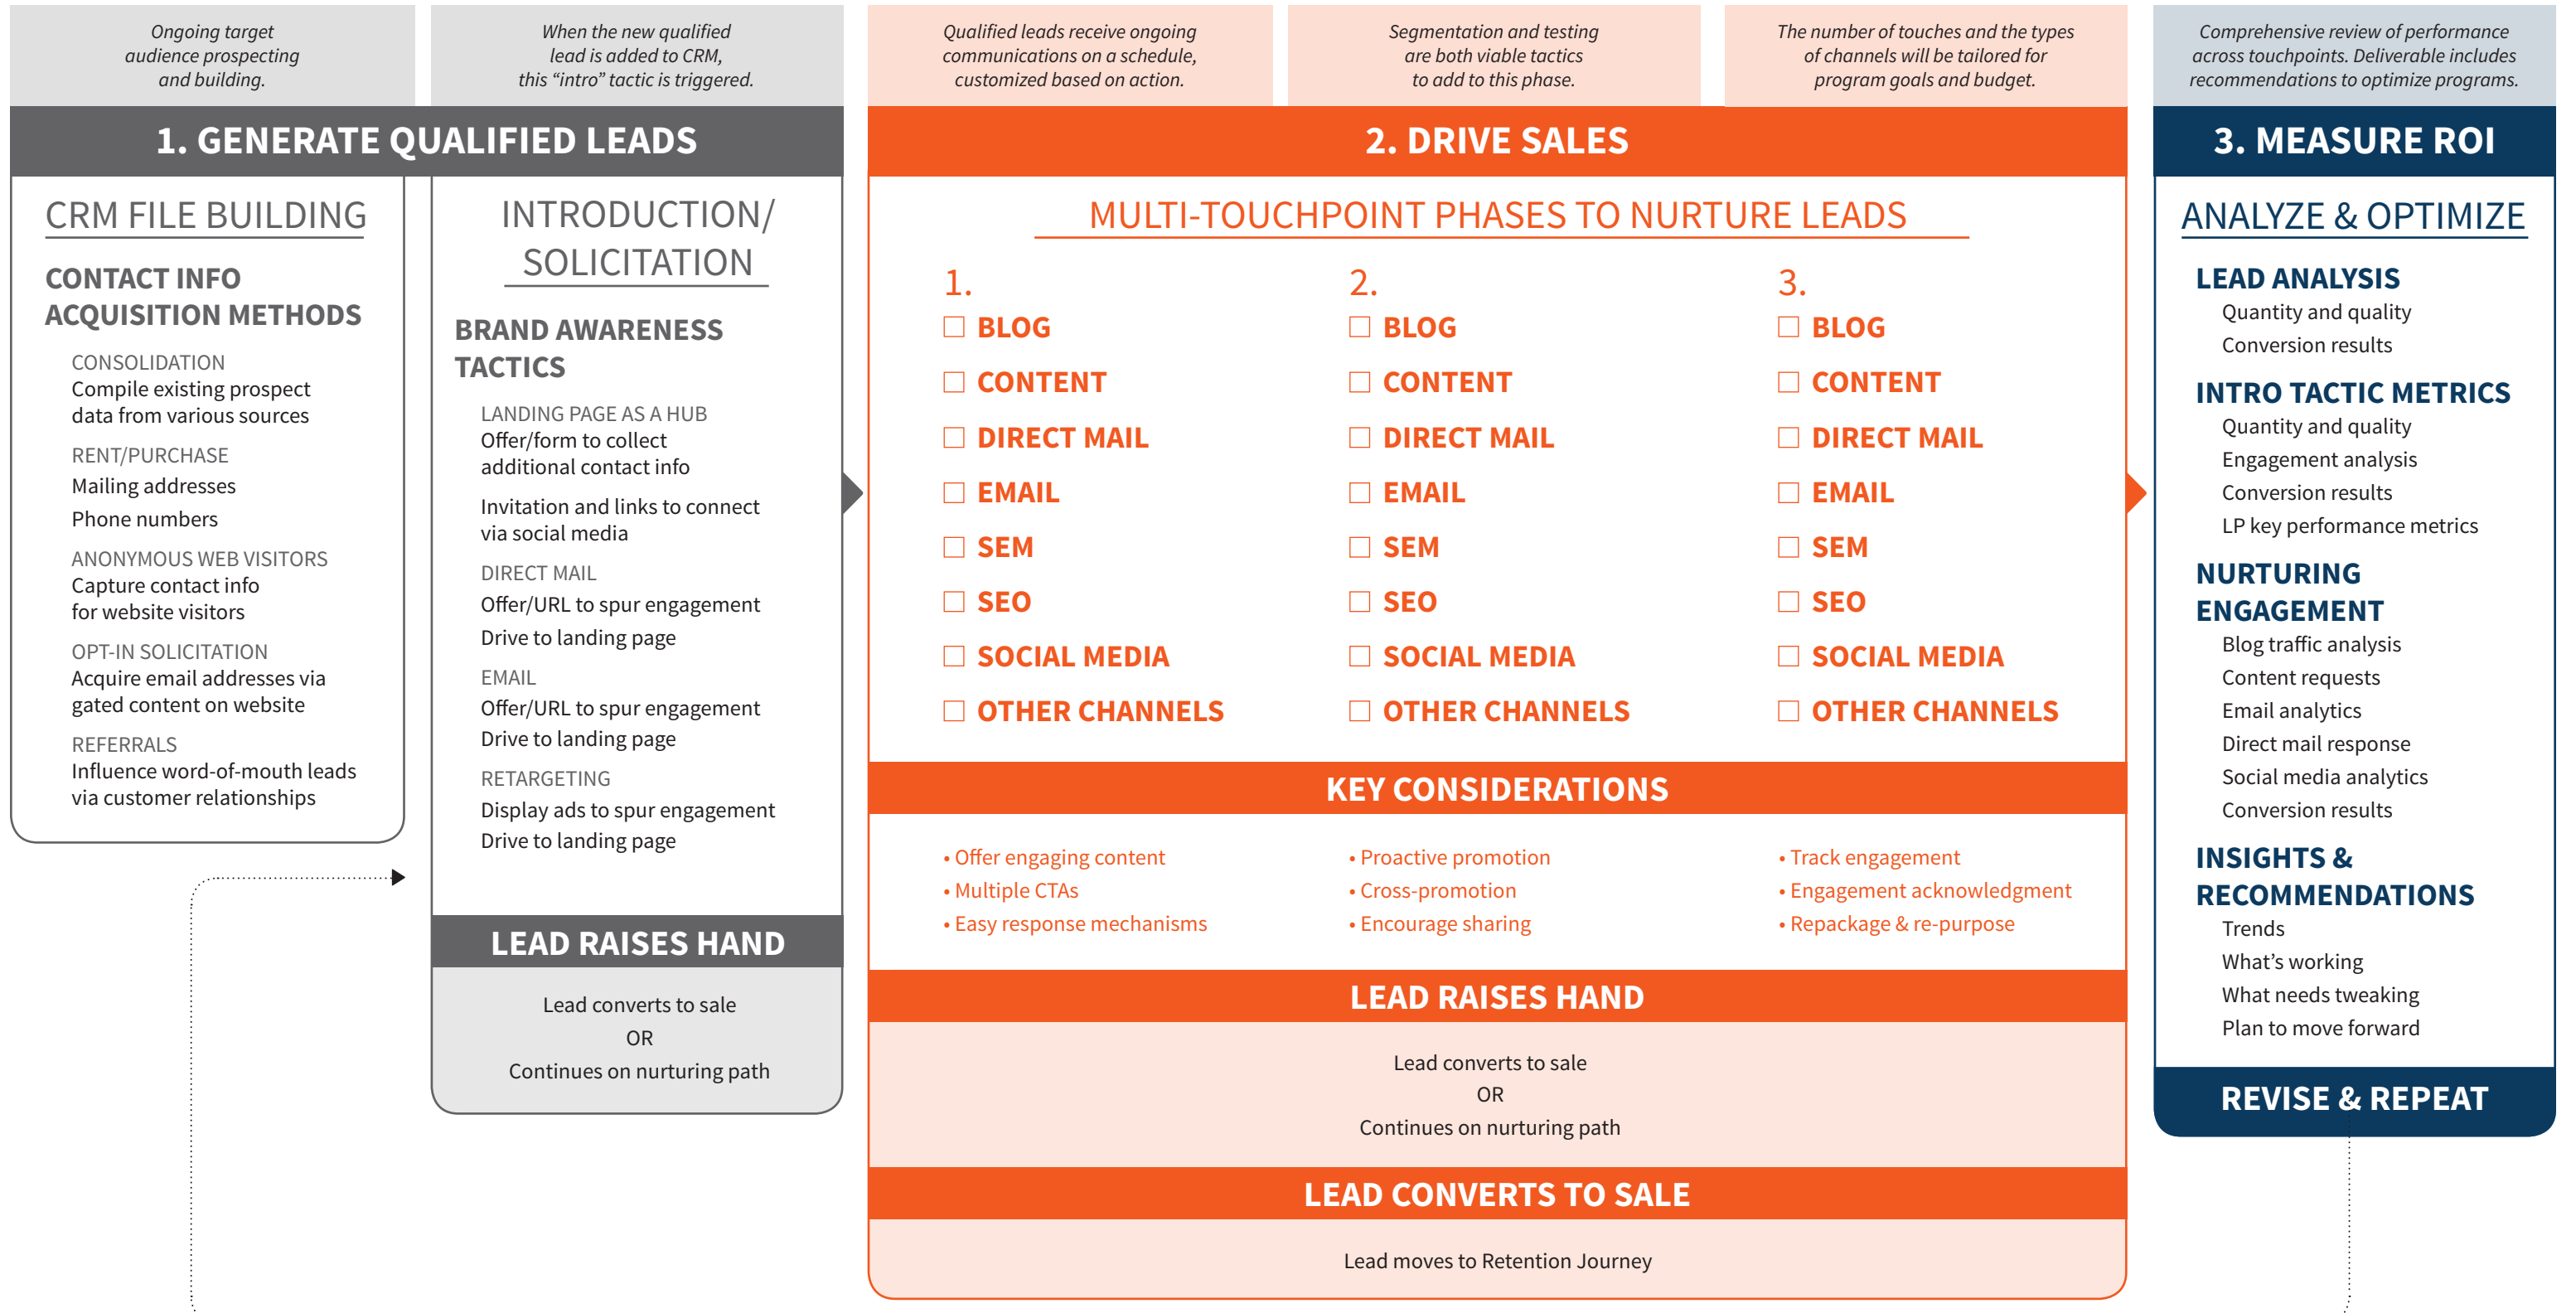 Ongoing target
audience prospecting
and building.
When the new qualified
lead is added to CRM,
this “intro” tactic is triggered.
Qualified leads receive ongoing
communications on a schedule,
customized based on action.
Segmentation and testing
are both viable tactics
to add to this phase.
The number of touches and the types
of channels will be tailored for
program goals and budget.
Comprehensive review of performance
across touchpoints. Deliverable includes
recommendations to optimize programs.
1. GENERATE QUALIFIED LEADS
CRM FILE BUILDING
CONTACT INFO
ACQUISITION METHODS
CONSOLIDATION
Compile existing prospect
data from various sources
RENT/PURCHASE
Mailing addresses
Phone numbers
ANONYMOUS WEB VISITORS
Capture contact info
for website visitors
OPT-IN SOLICITATION
Acquire email addresses via
gated content on website
REFERRALS
Influence word-of-mouth leads
via customer relationships
INTRODUCTION/
SOLICITATION
BRAND AWARENESS
TACTICS
LANDING PAGE AS A HUB
Offer/form to collect
additional contact info
Invitation and links to connect
via social media
DIRECT MAIL
Offer/URL to spur engagement
Drive to landing page
EMAIL
Offer/URL to spur engagement
Drive to landing page
RETARGETING
Display ads to spur engagement
Drive to landing page
LEAD RAISES HAND
Lead converts to sale
OR
Continues on nurturing path
2. DRIVE SALES
MULTI-TOUCHPOINT PHASES TO NURTURE LEADS
1.
BLOG
CONTENT
DIRECT MAIL
EMAIL
SEM
SEO
SOCIAL MEDIA
OTHER CHANNELS
2.
BLOG
CONTENT
DIRECT MAIL
EMAIL
SEM
SEO
SOCIAL MEDIA
OTHER CHANNELS
3.
BLOG
CONTENT
DIRECT MAIL
EMAIL
SEM
SEO
SOCIAL MEDIA
OTHER CHANNELS
KEY CONSIDERATIONS
• Offer engaging content
• Multiple CTAs
• Easy response mechanisms
• Proactive promotion
• Cross-promotion
• Encourage sharing
• Track engagement
• Engagement acknowledgment
• Repackage & re-purpose
LEAD RAISES HAND
Lead converts to sale
OR
Continues on nurturing path
LEAD CONVERTS TO SALE
Lead moves to Retention Journey
3. MEASURE ROI
ANALYZE & OPTIMIZE
LEAD ANALYSIS
Quantity and quality
Conversion results
INTRO TACTIC METRICS
Quantity and quality
Engagement analysis
Conversion results
LP key performance metrics
NURTURING
ENGAGEMENT
Blog traffic analysis
Content requests
Email analytics
Direct mail response
Social media analytics
Conversion results
INSIGHTS &
RECOMMENDATIONS
Trends
What’s working
What needs tweaking
Plan to move forward
REVISE & REPEAT